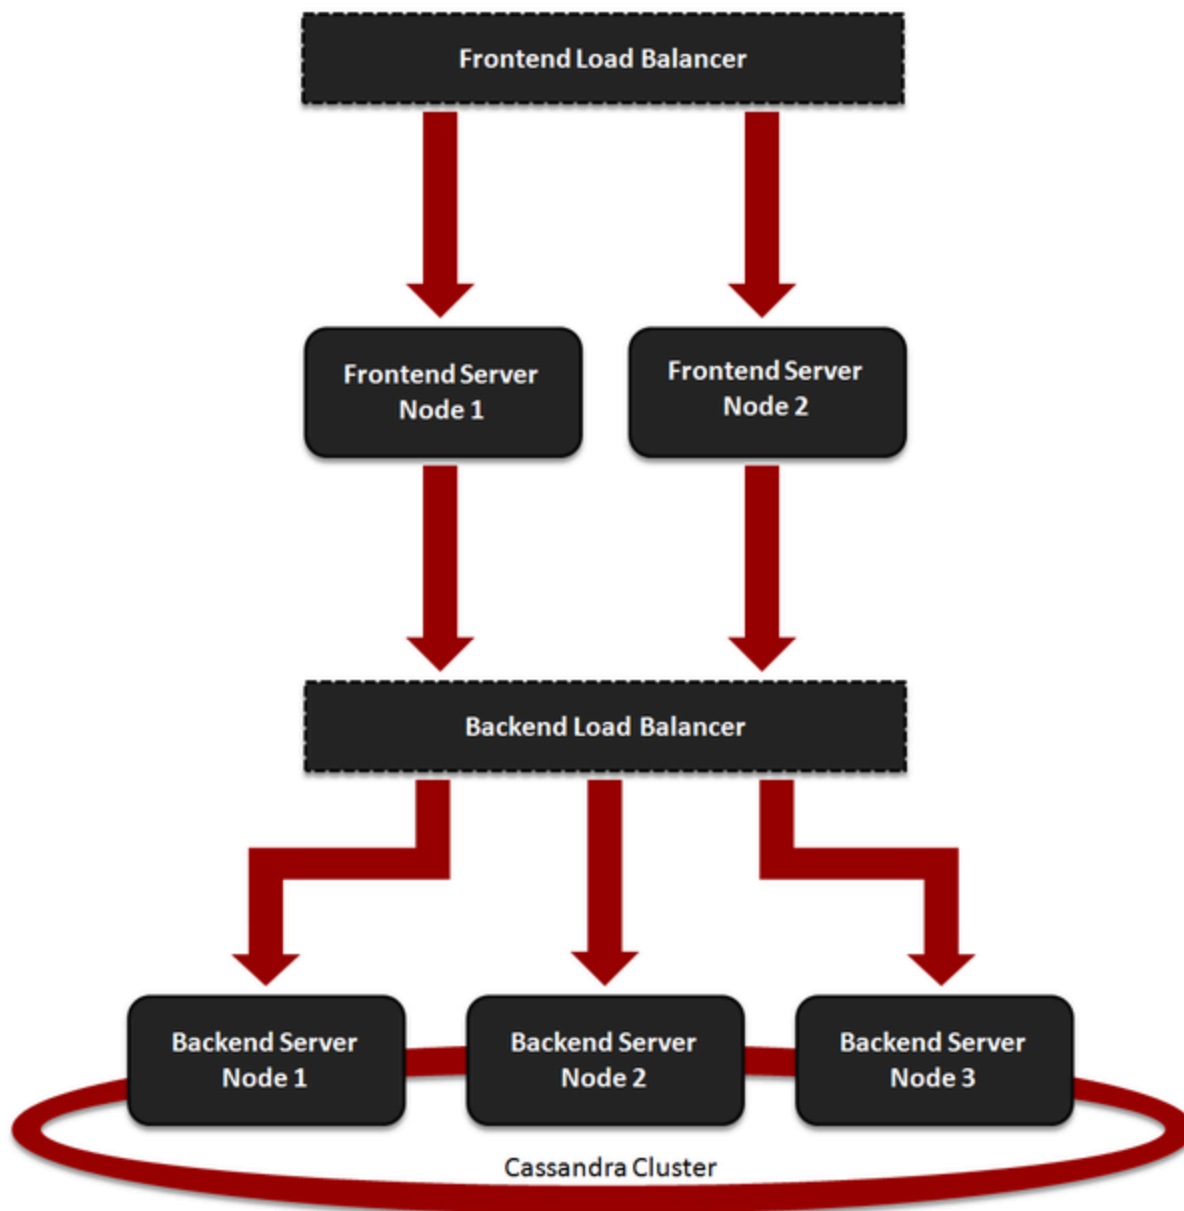 Frontend Load Balancer
Frontend Server
Node 1
Frontend Server
Node 2
Backend Load Balancer
Backend Server
Node 1
Backend Server
Node 2
Backend Server
Node 3
Cassandra Cluster